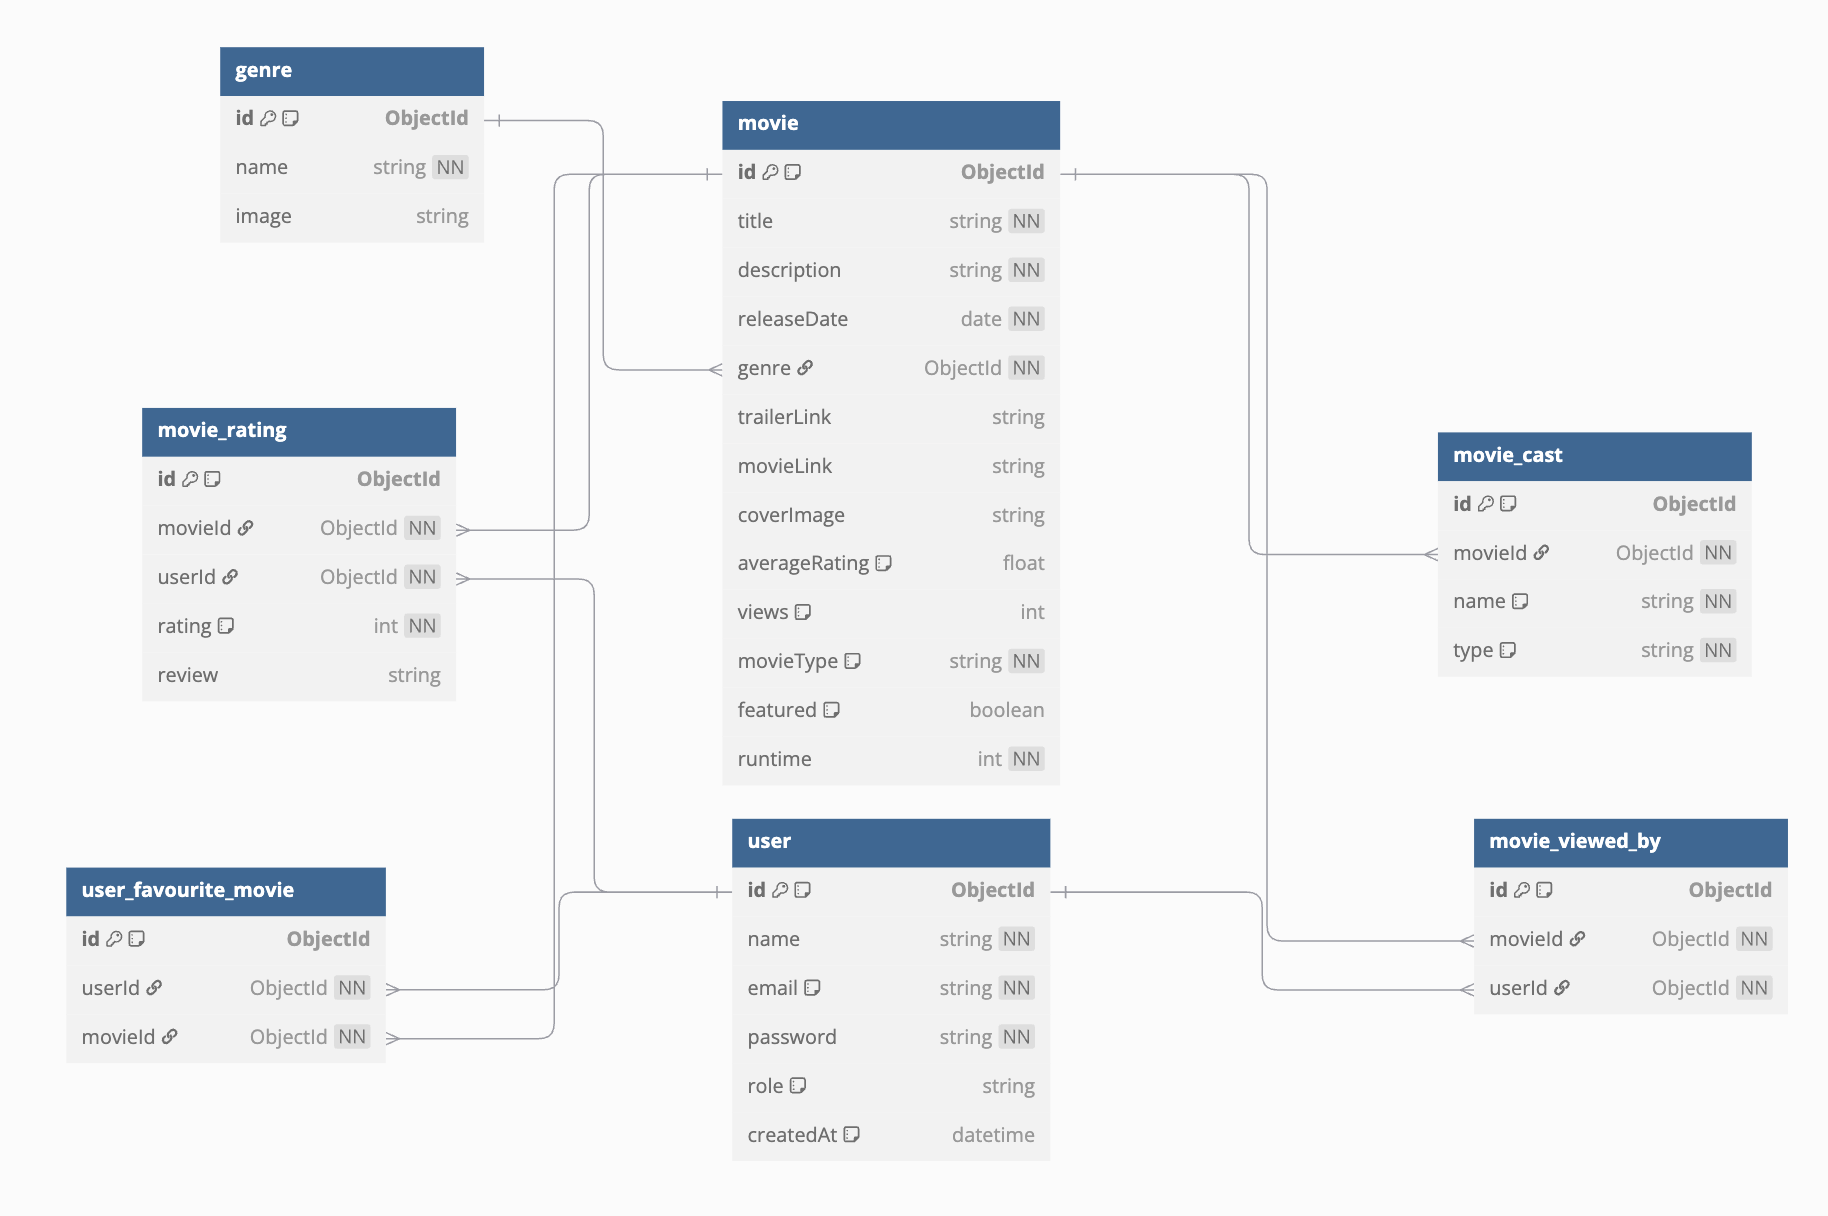 genre
id ObjectId
name string NN
image string
movie
id ObjectId
title string NN
description string NN
releaseDate date NN
genre ObjectId NN
trailerLink string
movieLink string
coverImage string
averageRating float
views int
movieType string NN
featured boolean
runtime int NN
movie_rating
id ObjectId
movieId ObjectId NN
userId ObjectId NN
rating int NN
review string
movie_cast
id ObjectId
movieId ObjectId NN
name string NN
type string NN
user
id ObjectId
name string NN
email string NN
password string NN
role string
createdAt datetime
movie_viewed_by
id ObjectId
movieId ObjectId NN
userId ObjectId NN
user_favourite_movie
id ObjectId
userId ObjectId NN
movieId ObjectId NN